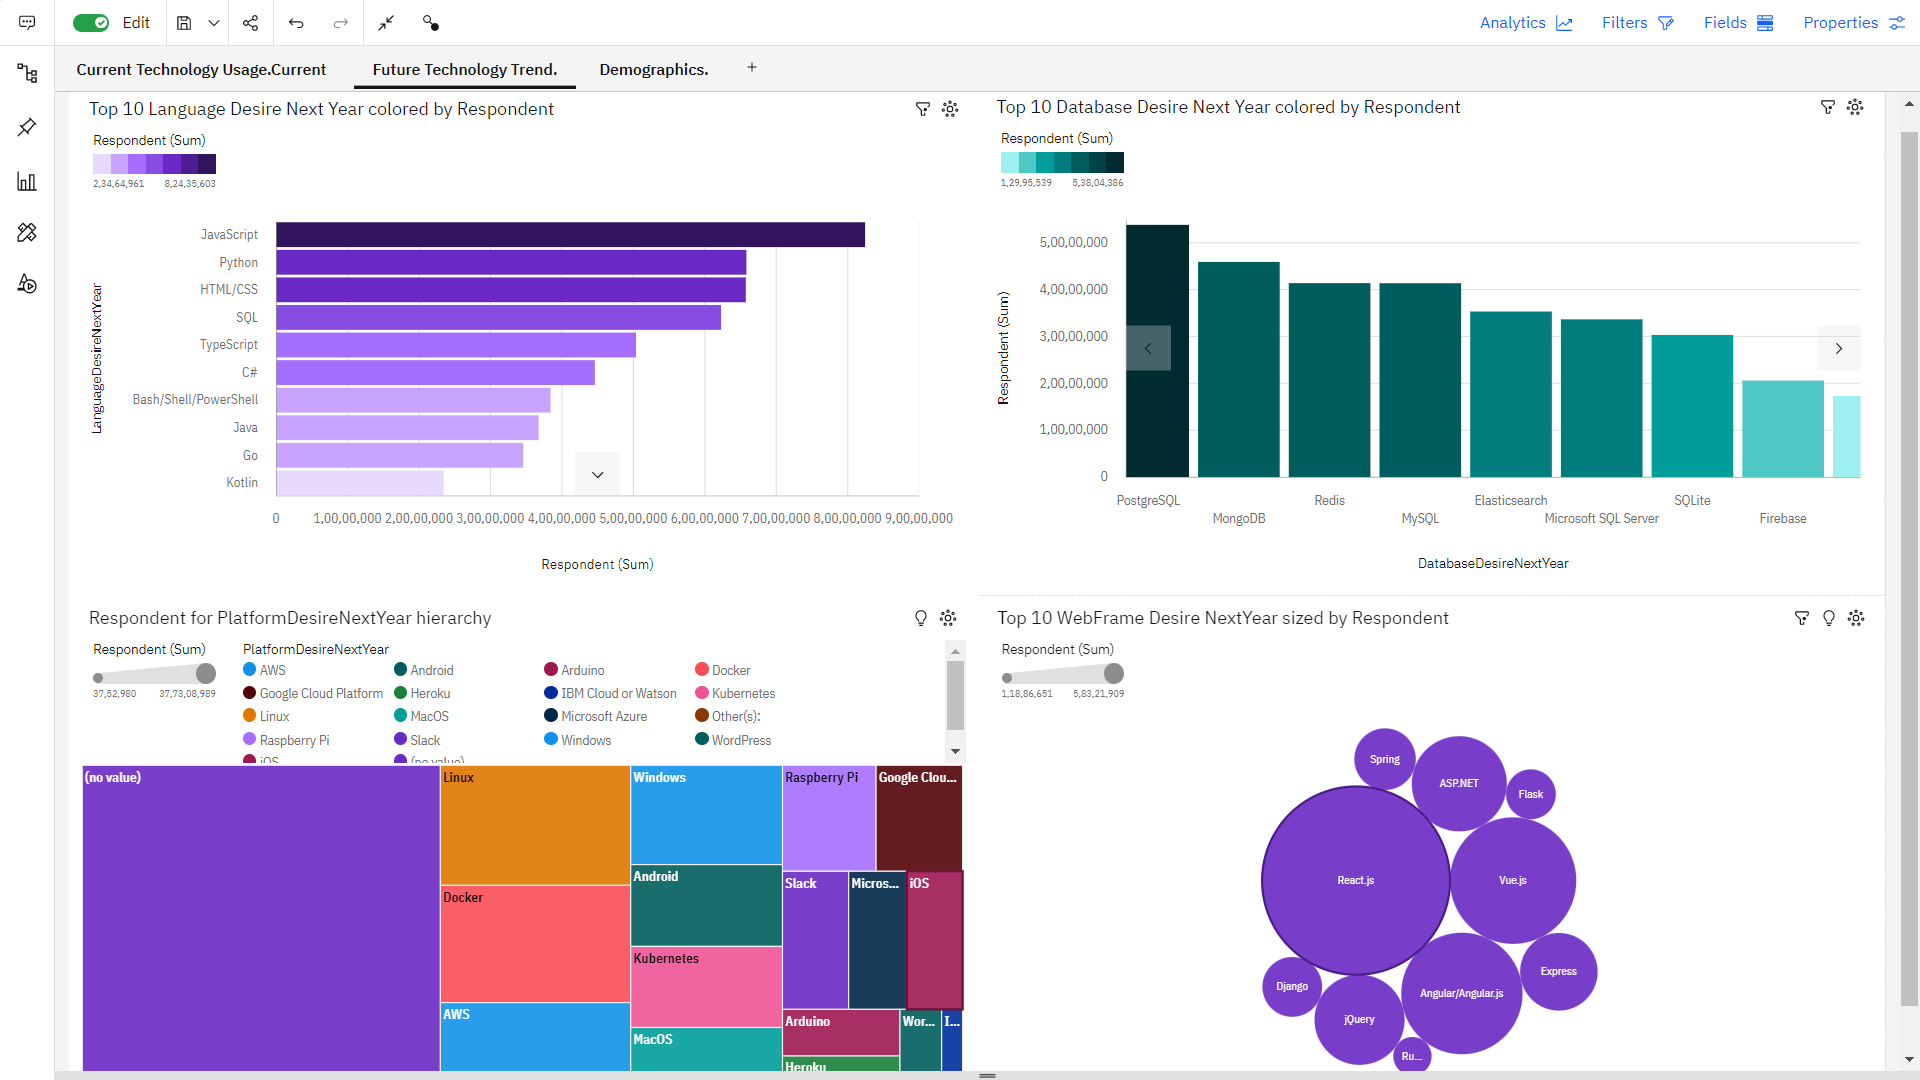 Edit
Analytics
Filters
Fields
Properties
Current Technology Usage.Current
Future Technology Trend.
Demographics.
+
Top 10 Language Desire Next Year colored by Respondent
Respondent (Sum)
2,34,64,961 8,24,35,603
LanguageDesireNextYear
JavaScript
Python
HTML/CSS
SQL
TypeScript
C#
Bash/Shell/PowerShell
Java
Go
Kotlin
0 1,00,00,000 2,00,00,000 3,00,00,000 4,00,00,000 5,00,00,000 6,00,00,000 7,00,00,000 8,00,00,000 9,00,00,000
Respondent (Sum)
Top 10 Database Desire Next Year colored by Respondent
Respondent (Sum)
1,29,95,539 5,38,04,386
Respondent (Sum)
5,00,00,000
4,00,00,000
3,00,00,000
2,00,00,000
1,00,00,000
0
PostgreSQL Redis Elasticsearch SQLite
MongoDB MySQL Microsoft SQL Server Firebase
DatabaseDesireNextYear
Respondent for PlatformDesireNextYear hierarchy
Respondent (Sum)
37,52,980 37,73,08,989
PlatformDesireNextYear
AWS Android Arduino Docker
Google Cloud Platform Heroku IBM Cloud or Watson Kubernetes
Linux MacOS Microsoft Azure Other(s):
Raspberry Pi Slack Windows WordPress
iOS (no value)
(no value)
Linux
Docker
AWS
Windows
Android
Kubernetes
MacOS
Raspberry Pi
Google Clou...
Slack
Micros...
iOS
Arduino
Wor...
I...
Heroku
Top 10 WebFrame Desire NextYear sized by Respondent
Respondent (Sum)
1,18,86,651 5,83,21,909
Spring
ASP.NET
Flask
React.js
Vue.js
Express
Django
Angular/Angular.js
jQuery
Ru...